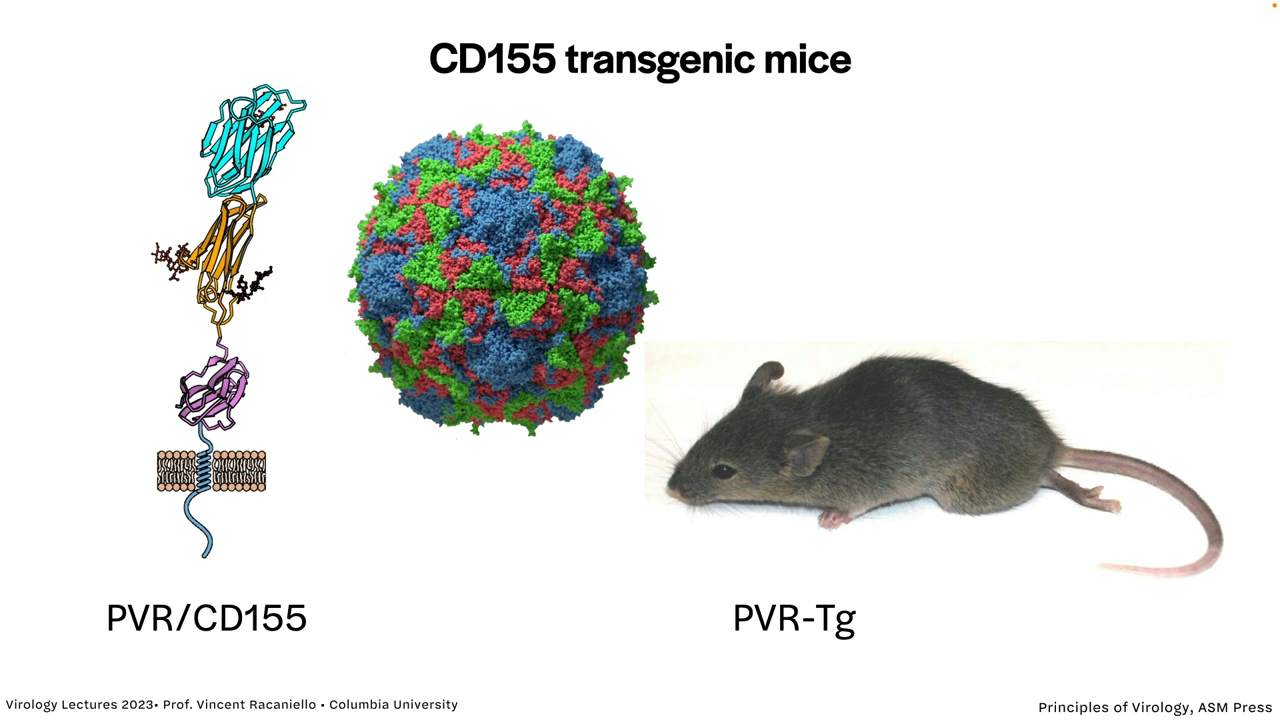 CD155 transgenic mice
PVR/CD155
PVR-Tg
Virology Lectures 2023• Prof. Vincent Racaniello • Columbia University
Principles of Virology, ASM Press